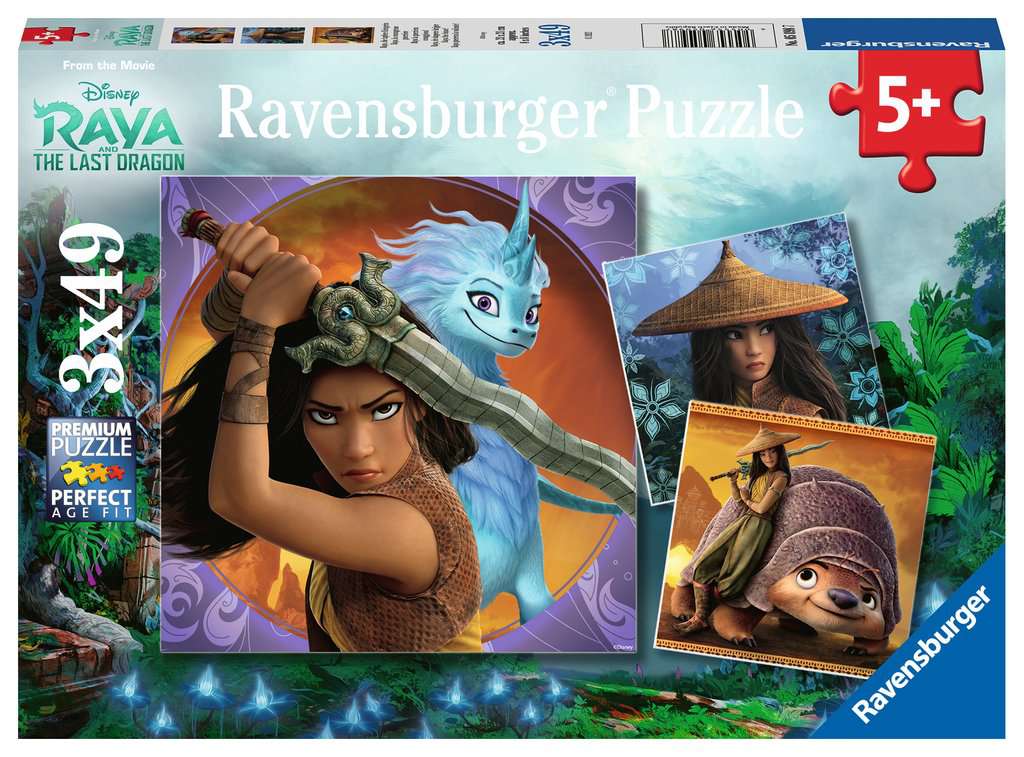 3x49
Ravensburger
From the Movie
Disney
RAYA
AND
THE LAST DRAGON
Ravensburger® Puzzle
5+
3x49
PREMIUM
PUZZLE
PERFECT
AGE FIT
©Disney
Ravensburger